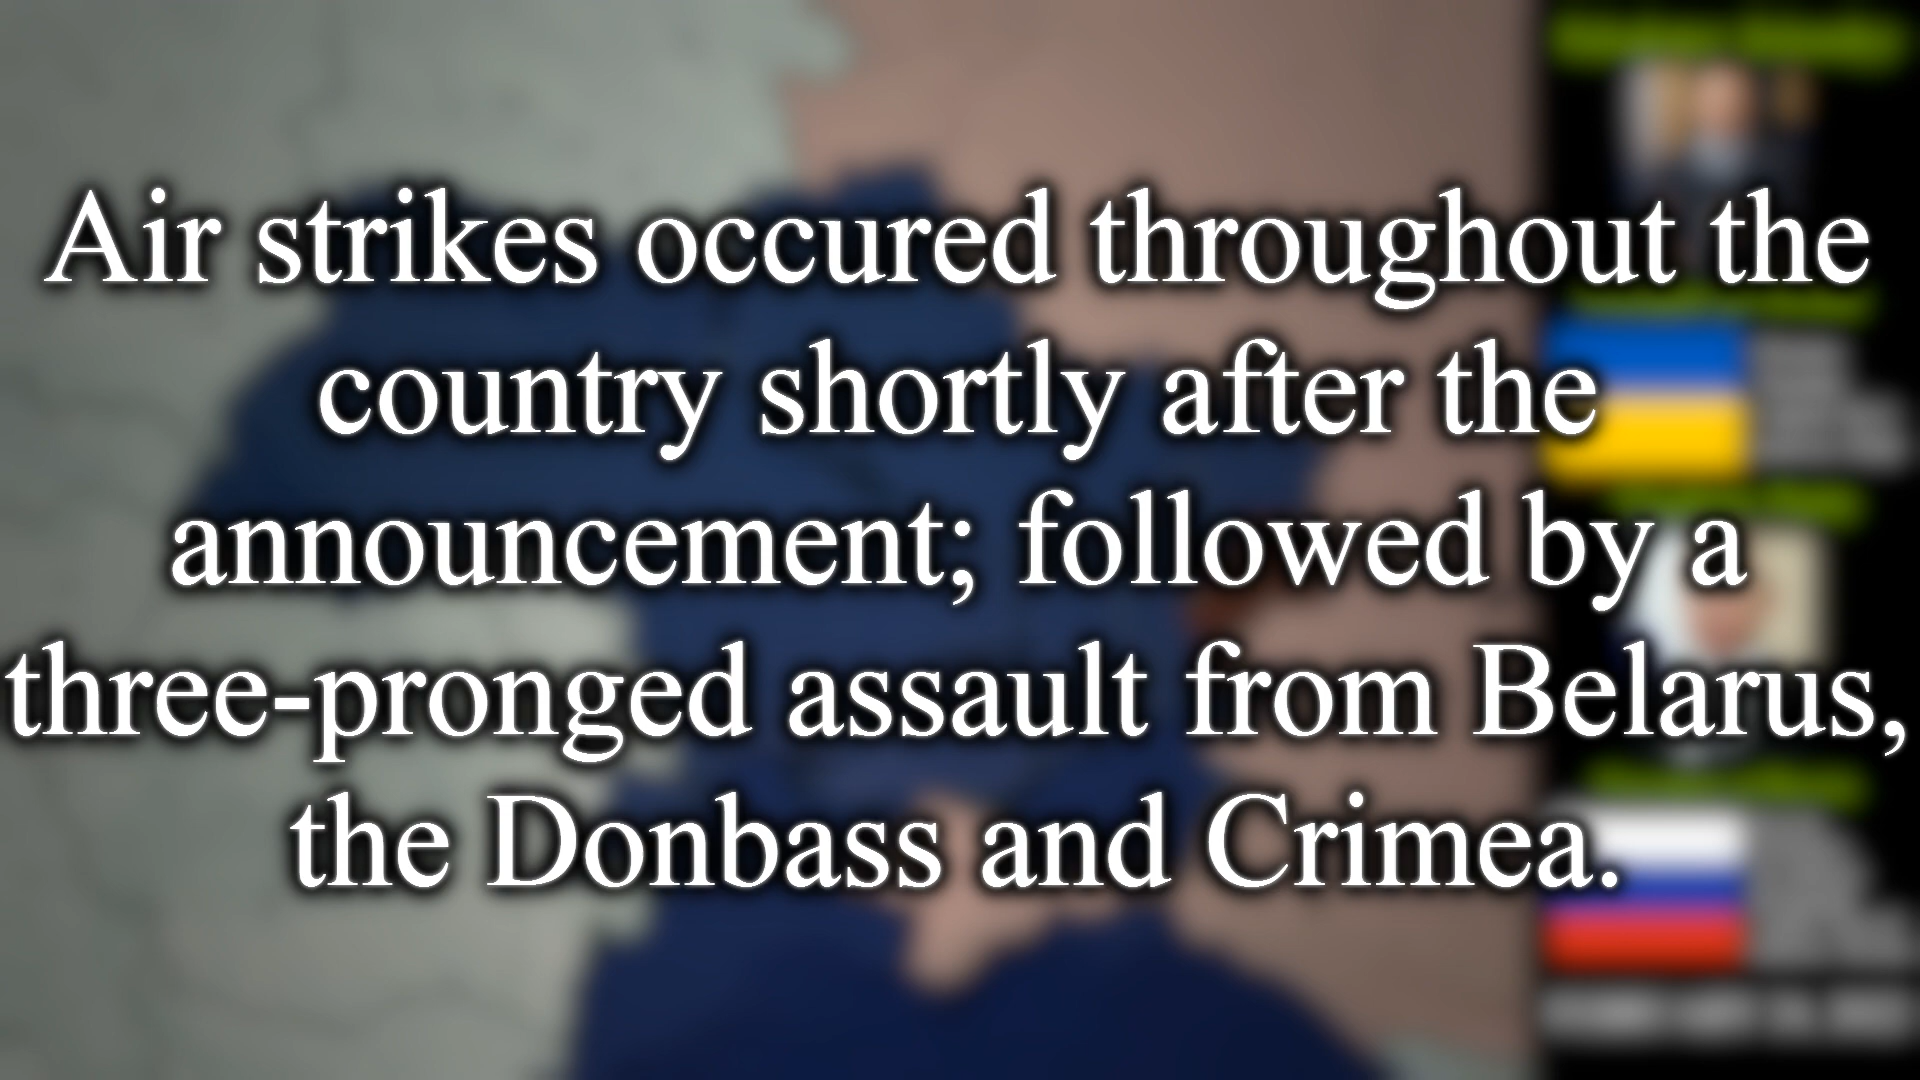 Air strikes occured throughout the
country shortly after the
announcement; followed by a
three-pronged assault from Belarus,
the Donbass and Crimea.